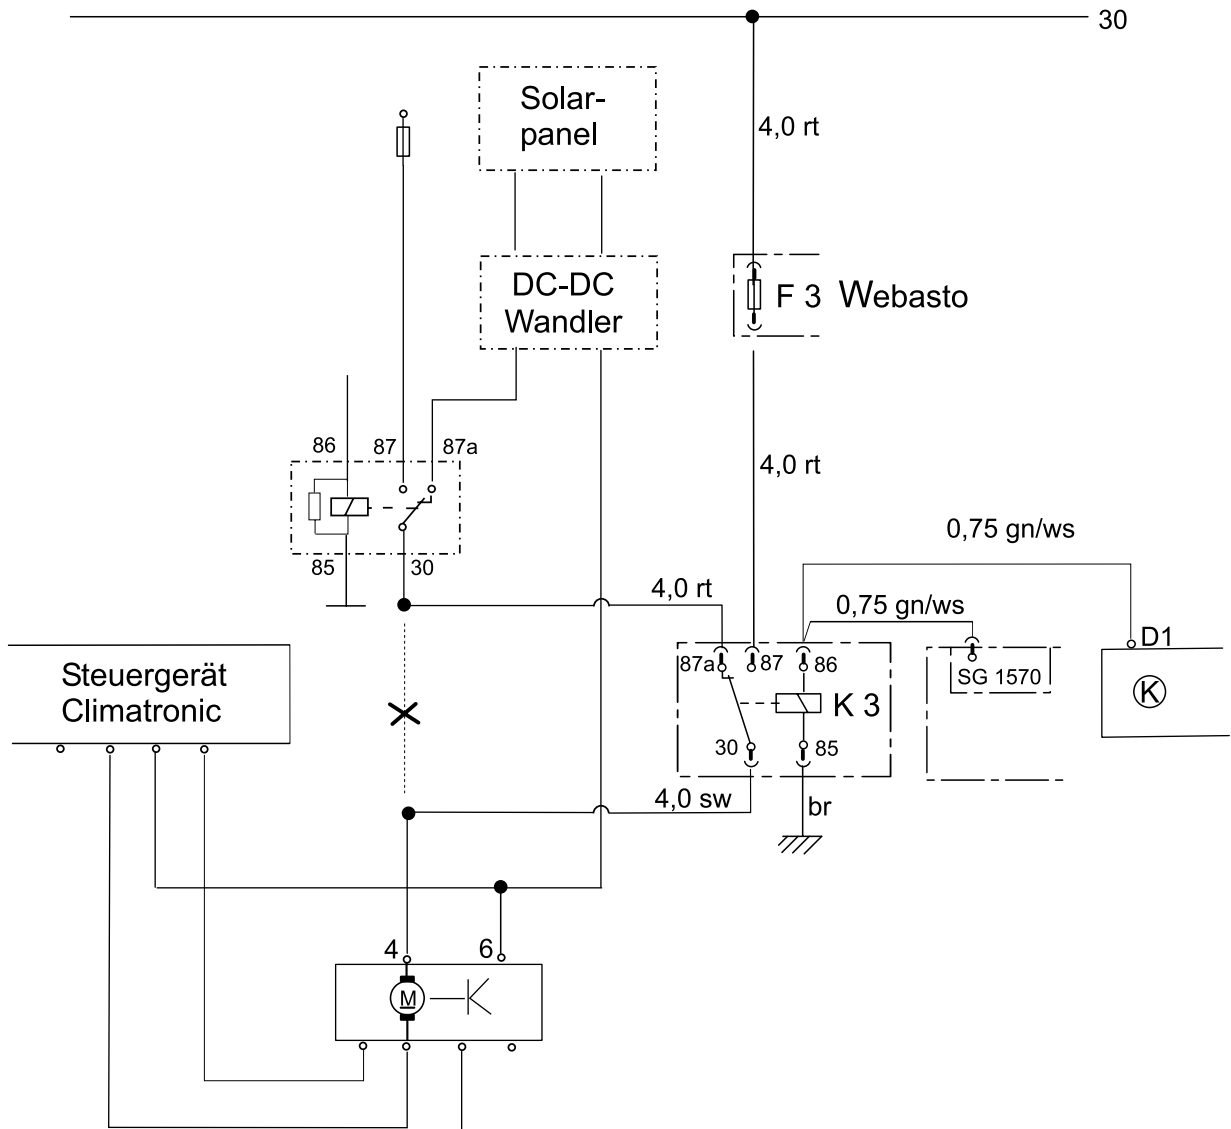 30
Solar-
panel
4,0 rt
DC-DC
Wandler
F 3 Webasto
86 87 87a
4,0 rt
0,75 gn/ws
85 30
4,0 rt
0,75 gn/ws
D1
87a 87 86
SG 1570
K
Steuergerät
Climatronic
K 3
30 85
4,0 sw
br
4 6
M